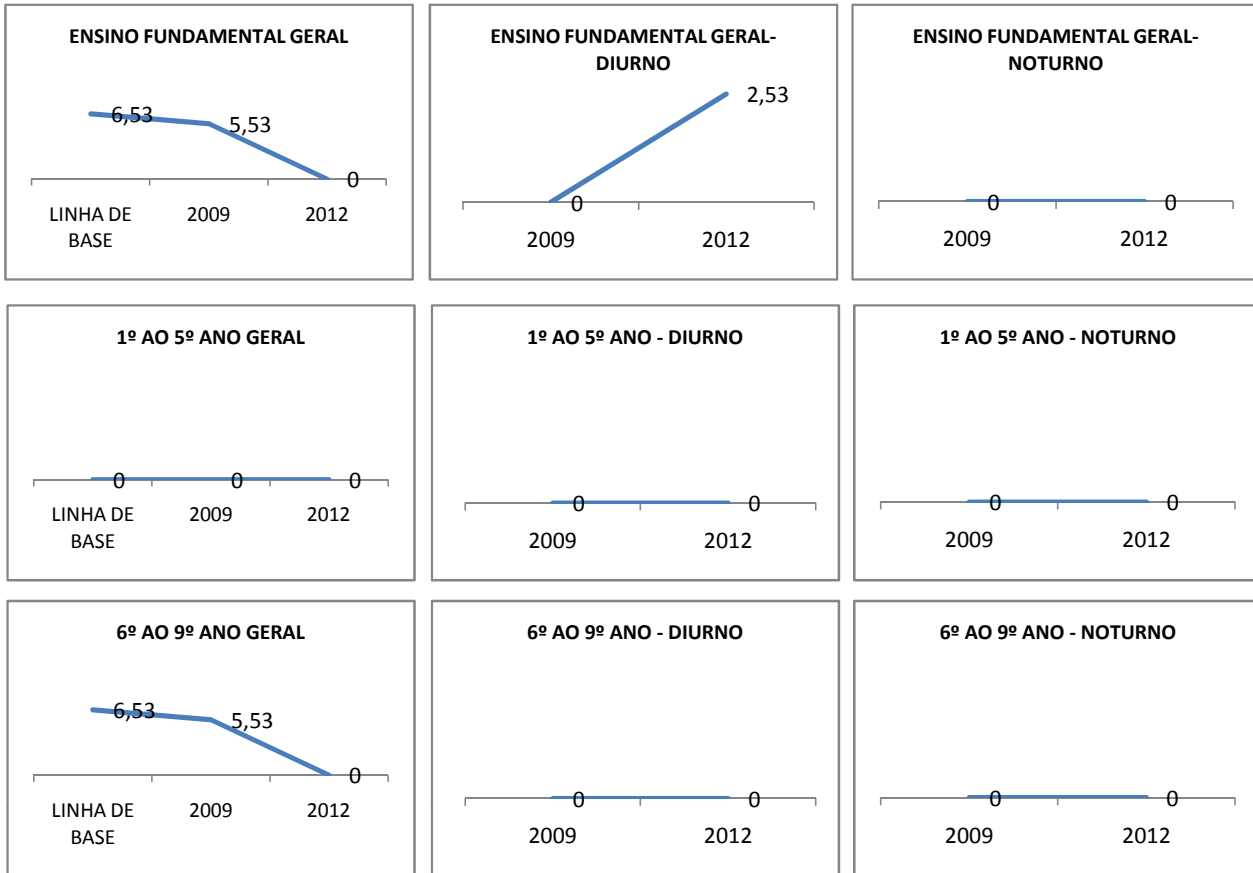 ENSINO FUNDAMENTAL GERAL
6,53
5,53
0
LINHA DE
BASE
2009
2012
ENSINO FUNDAMENTAL GERAL-
DIURNO
2,53
0
2009
2012
ENSINO FUNDAMENTAL GERAL-
NOTURNO
0
0
2009
2012
1º AO 5º ANO GERAL
0
0
0
LINHA DE
BASE
2009
2012
1º AO 5º ANO - DIURNO
0
0
2009
2012
1º AO 5º ANO - NOTURNO
0
0
2009
2012
6º AO 9º ANO GERAL
6,53
5,53
0
LINHA DE
BASE
2009
2012
6º AO 9º ANO - DIURNO
0
0
2009
2012
6º AO 9º ANO - NOTURNO
0
0
2009
2012